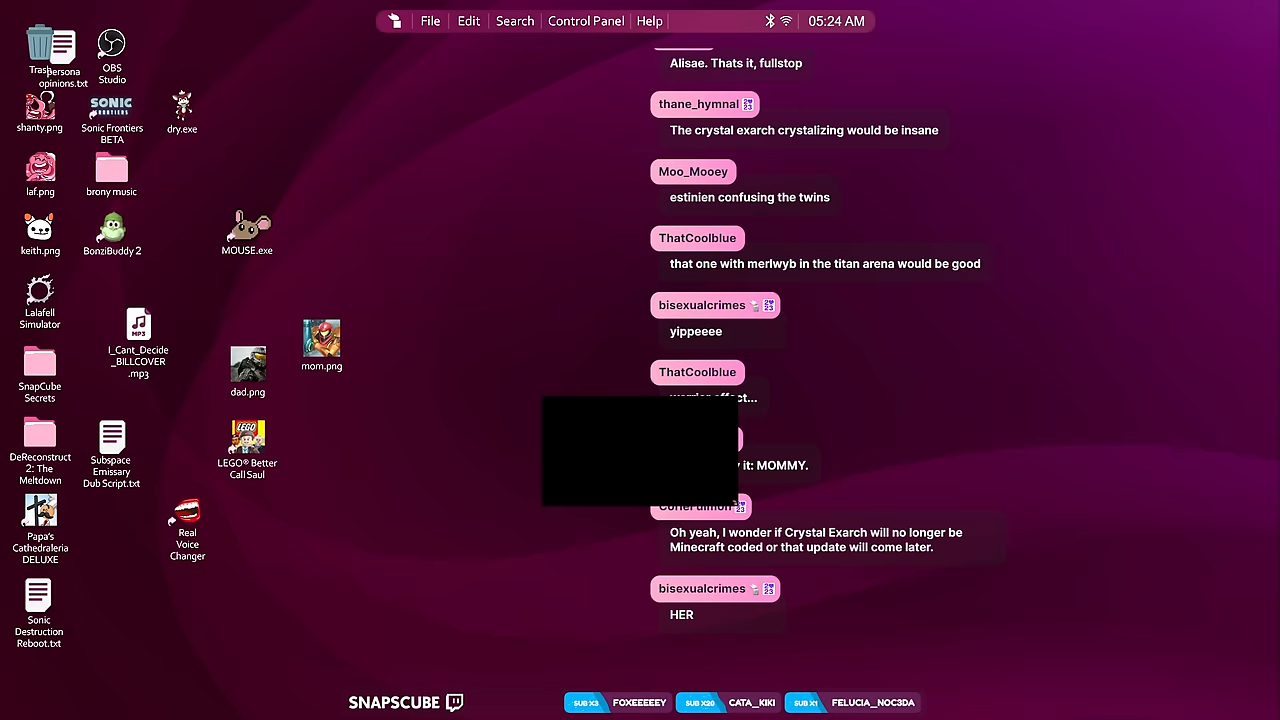 File Edit Search Control Panel Help 05:24 AM
Trash
persona
opinions.txt
OBS
Studio
shanty.png
SONIC
FRONTIERS
Sonic Frontiers
BETA
dry.exe
laf.png
brony music
keith.png
BonziBuddy 2
MOUSE.exe
Lalafell
Simulator
MP3
I_Cant_Decide
_BILLCOVER
.mp3
dad.png
mom.png
SnapCube
Secrets
DeReconstruct
2: The
Meltdown
Subspace
Emissary
Dub Script.txt
LEGO
LEGO® Better
Call Saul
Papa's
Cathedraleria
DELUXE
Real
Voice
Changer
Sonic
Destruction
Reboot.txt
Alisae. Thats it, fullstop
thane_hymnal
The crystal exarch crystalizing would be insane
Moo_Mooey
estinien confusing the twins
ThatCoolblue
that one with merlwyb in the titan arena would be good
bisexualcrimes
yippeeee
ThatCoolblue
it: MOMMY.
Oh yeah, I wonder if Crystal Exarch will no longer be
Minecraft coded or that update will come later.
bisexualcrimes
HER
SNAPSCUBE
SUB X3 FOXEEEEEY SUB X20 CATA_KIKI SUB X1 FELUCIA_NOC3DA